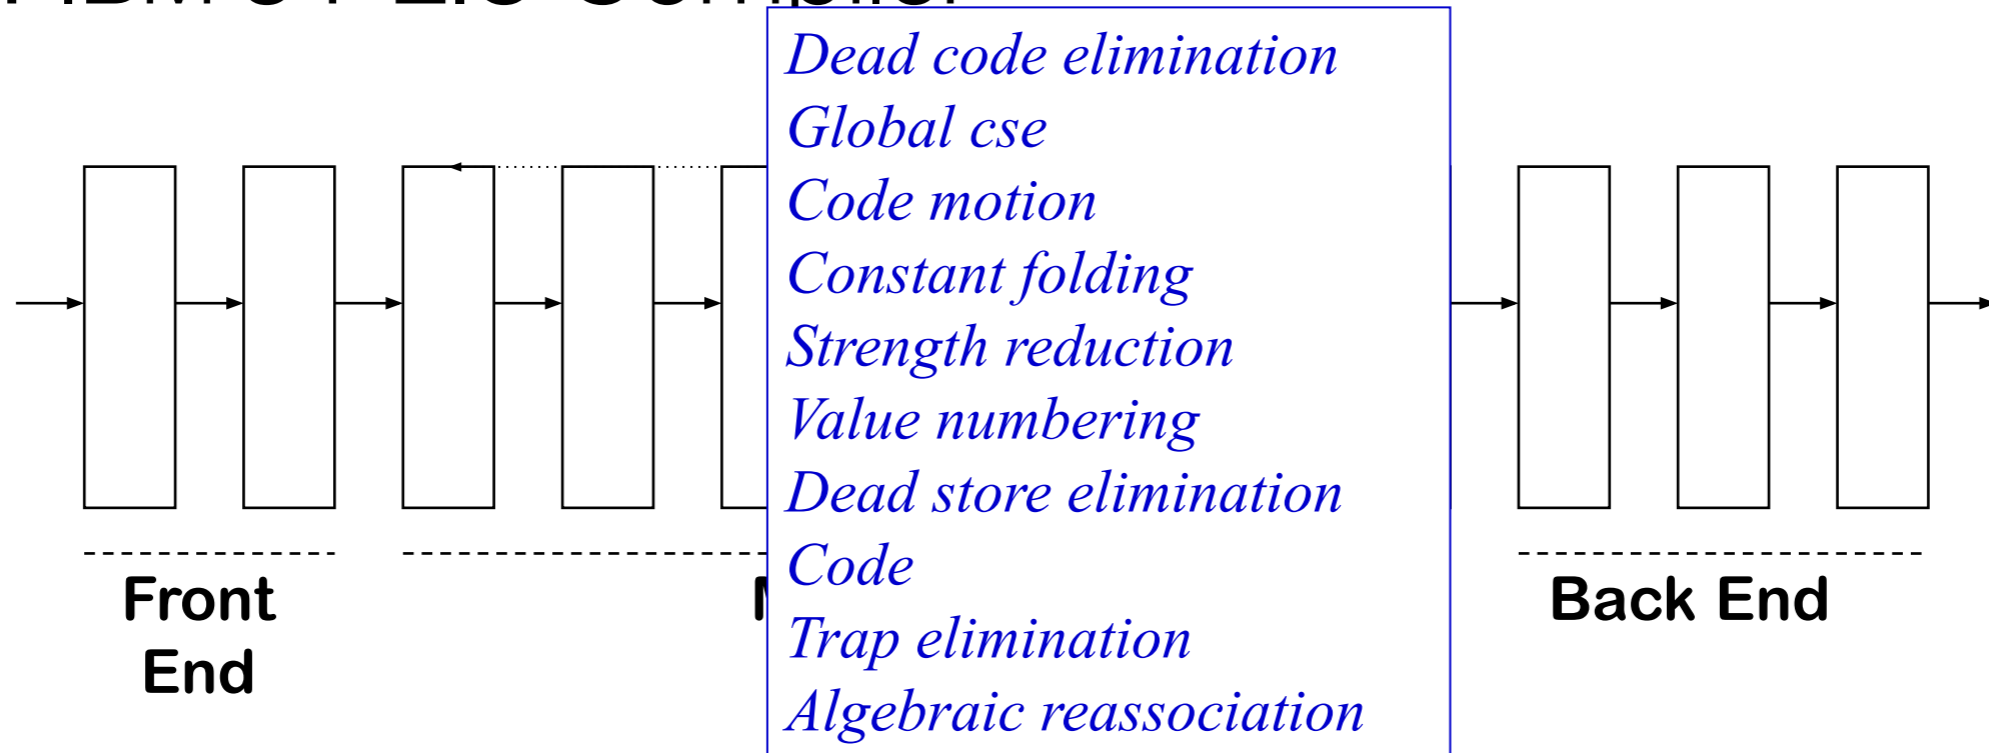 Dead code elimination
Global cse
Code motion
Constant folding
Strength reduction
Value numbering
Dead store elimination
Code
Trap elimination
Algebraic reassociation
Front
End
Back End